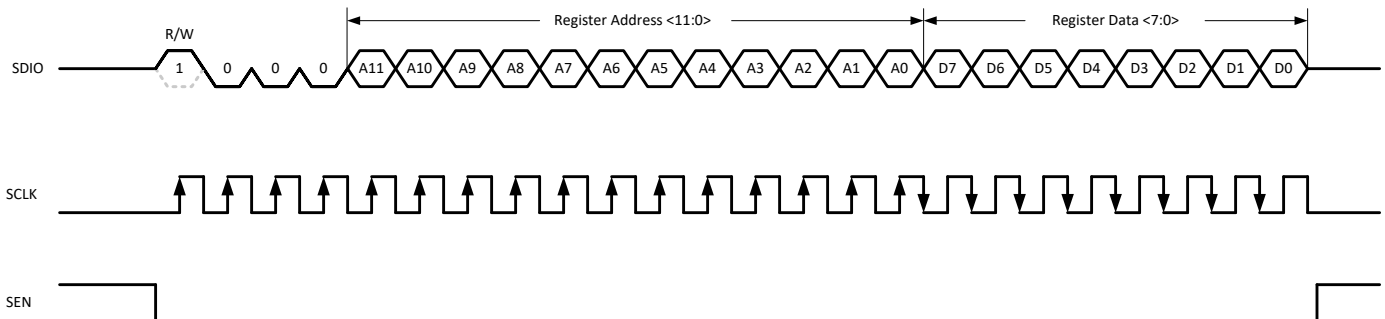 Register Address <11:0>
Register Data <7:0>
R/W
SDIO
1 0 0 0 A11 A10 A9 A8 A7 A6 A5 A4 A3 A2 A1 A0 D7 D6 D5 D4 D3 D2 D1 D0
SCLK
SEN